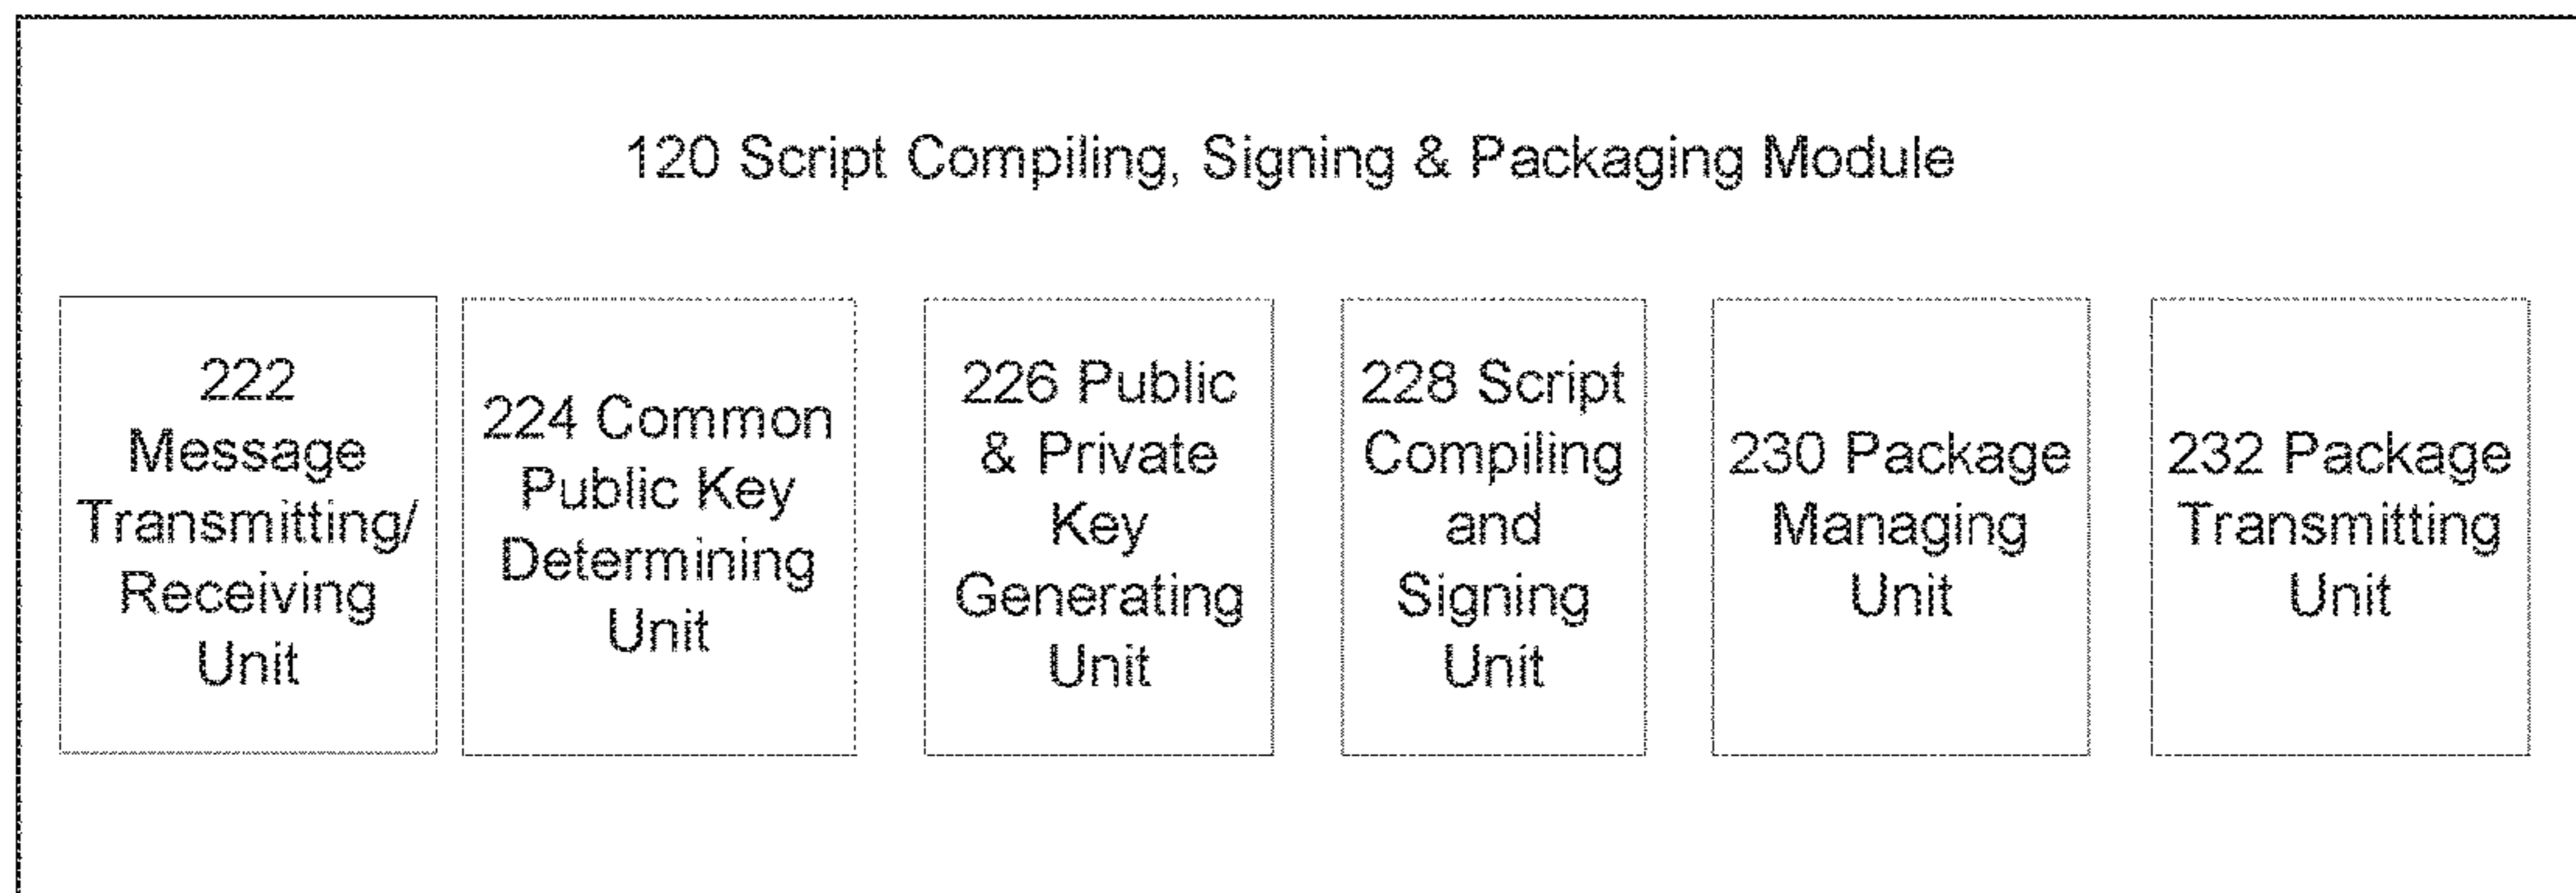 120 Script Compiling, Signing & Packaging Module
222
Message
Transmitting/
Receiving
Unit
224 Common
Public Key
Determining
Unit
226 Public
& Private
Key
Generating
Unit
228 Script
Compiling
and
Signing
Unit
230 Package
Managing
Unit
232 Package
Transmitting
Unit